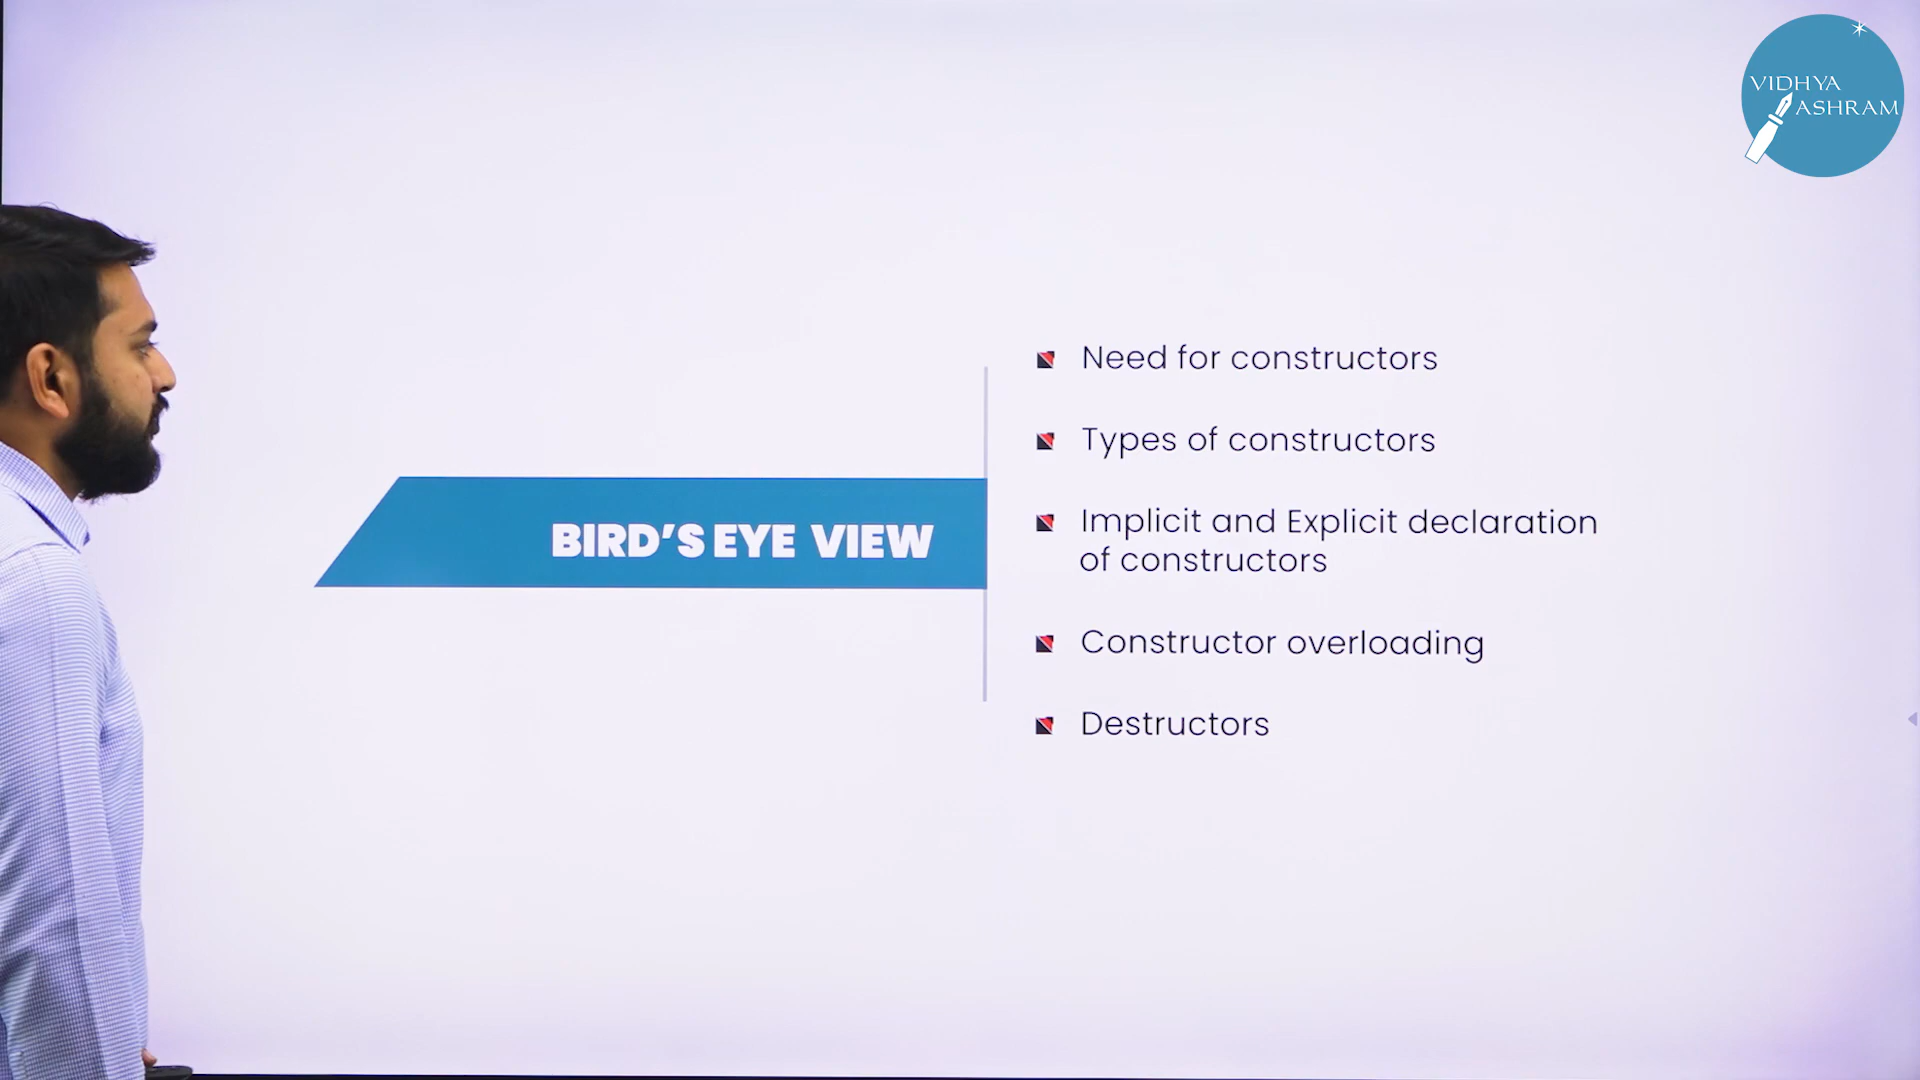 VIDHYA
ASHRAM
Need for constructors
Types of constructors
Implicit and Explicit declaration
of constructors
BIRD'S EYE VIEW
Constructor overloading
Destructors